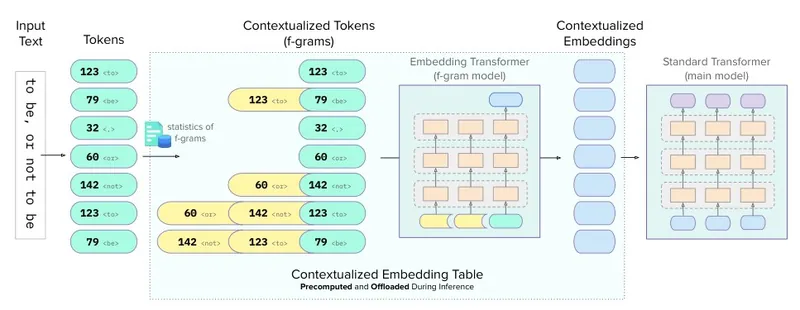 Input
Text
Tokens
Contextualized Tokens
(f-grams)
Contextualized
Embeddings
Embedding Transformer
(f-gram model)
Standard Transformer
(main model)
to be, or not to be
123 <to>
79 <be>
32 <,>
60 <or>
142 <not>
123 <to>
79 <be>
statistics of
f-grams
123 <to>
123 <to> 79 <be>
32 <,>
60 <or>
60 <or> 142 <not>
60 <or> 142 <not> 123 <to>
142 <not> 123 <to> 79 <be>
Contextualized Embedding Table
Precomputed and Offloaded During Inference